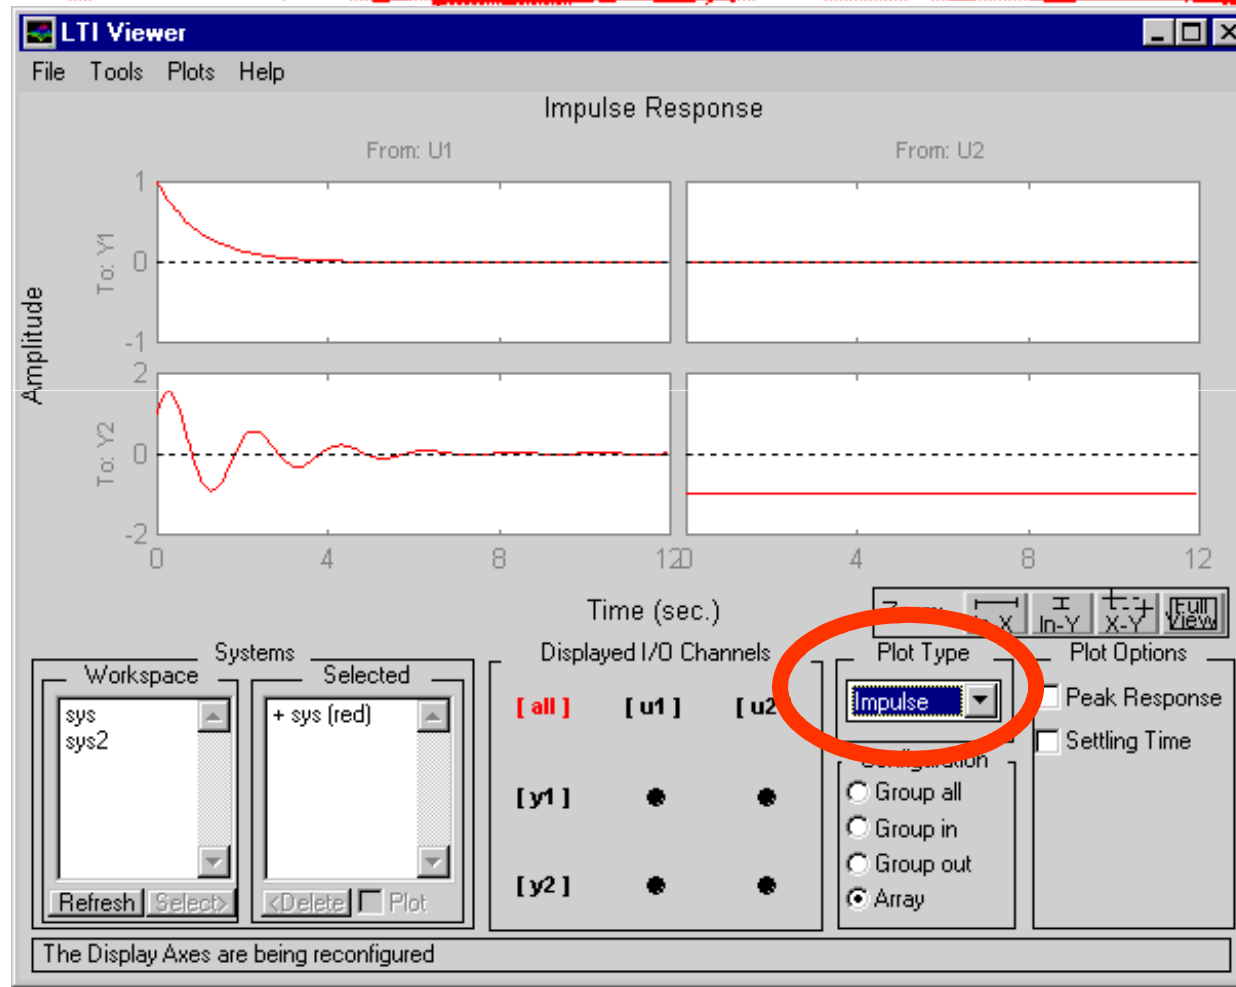 LTI Viewer
File Tools Plots Help
Impulse Response
From: U1 From: U2
Amplitude
To: Y1
1
0
-1
To: Y2
2
0
-2
0 4 8 12 0 4 8 12
Time (sec.)
In-Y X-Y Full View
Systems
Workspace
sys
sys2
Refresh Select>
Selected
+ sys (red)
<Delete Plot
Displayed I/O Channels
[ all ] [ u1 ] [ u2
[ y1 ]
[ y2 ]
Plot Type
Impulse
Configuration
Group all
Group in
Group out
Array
Plot Options
Peak Response
Settling Time
The Display Axes are being reconfigured